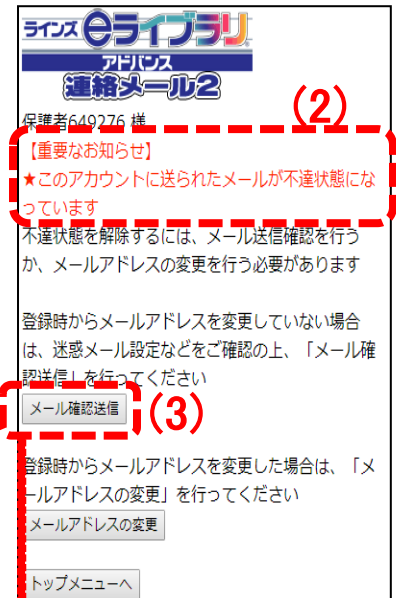 ラインズ eライブラリ
アドバンス
連絡メール2
(2)
保護者649276 様
【重要なお知らせ】
★このアカウントに送られたメールが不達状態にな
っています
不達状態を解除するには、メール送信確認を行う
か、メールアドレスの変更を行う必要があります
登録時からメールアドレスを変更していない場合
は、迷惑メール設定などをご確認の上、「メール確
認送信」を行ってください
メール確認送信
(3)
登録時からメールアドレスを変更した場合は、「メ
ールアドレスの変更」を行ってください
メールアドレスの変更
トップメニューへ